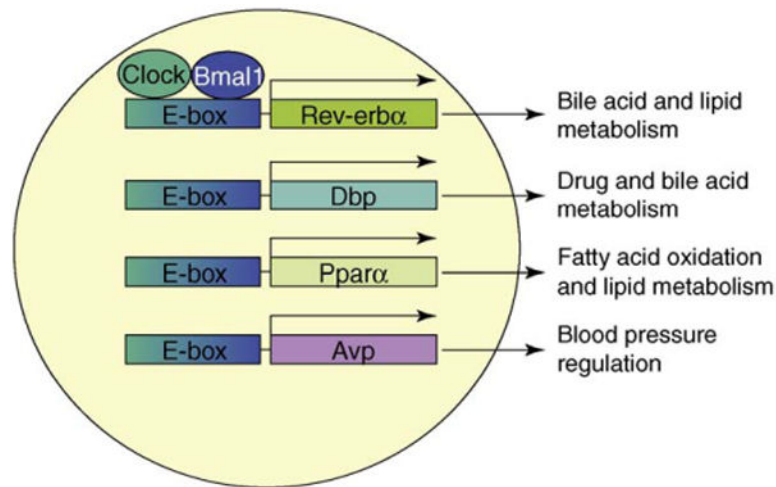 Clock
Bmal1
E-box
Rev-erbα
Bile acid and lipid
metabolism
E-box
Dbp
Drug and bile acid
metabolism
E-box
Pparα
Fatty acid oxidation
and lipid metabolism
E-box
Avp
Blood pressure
regulation